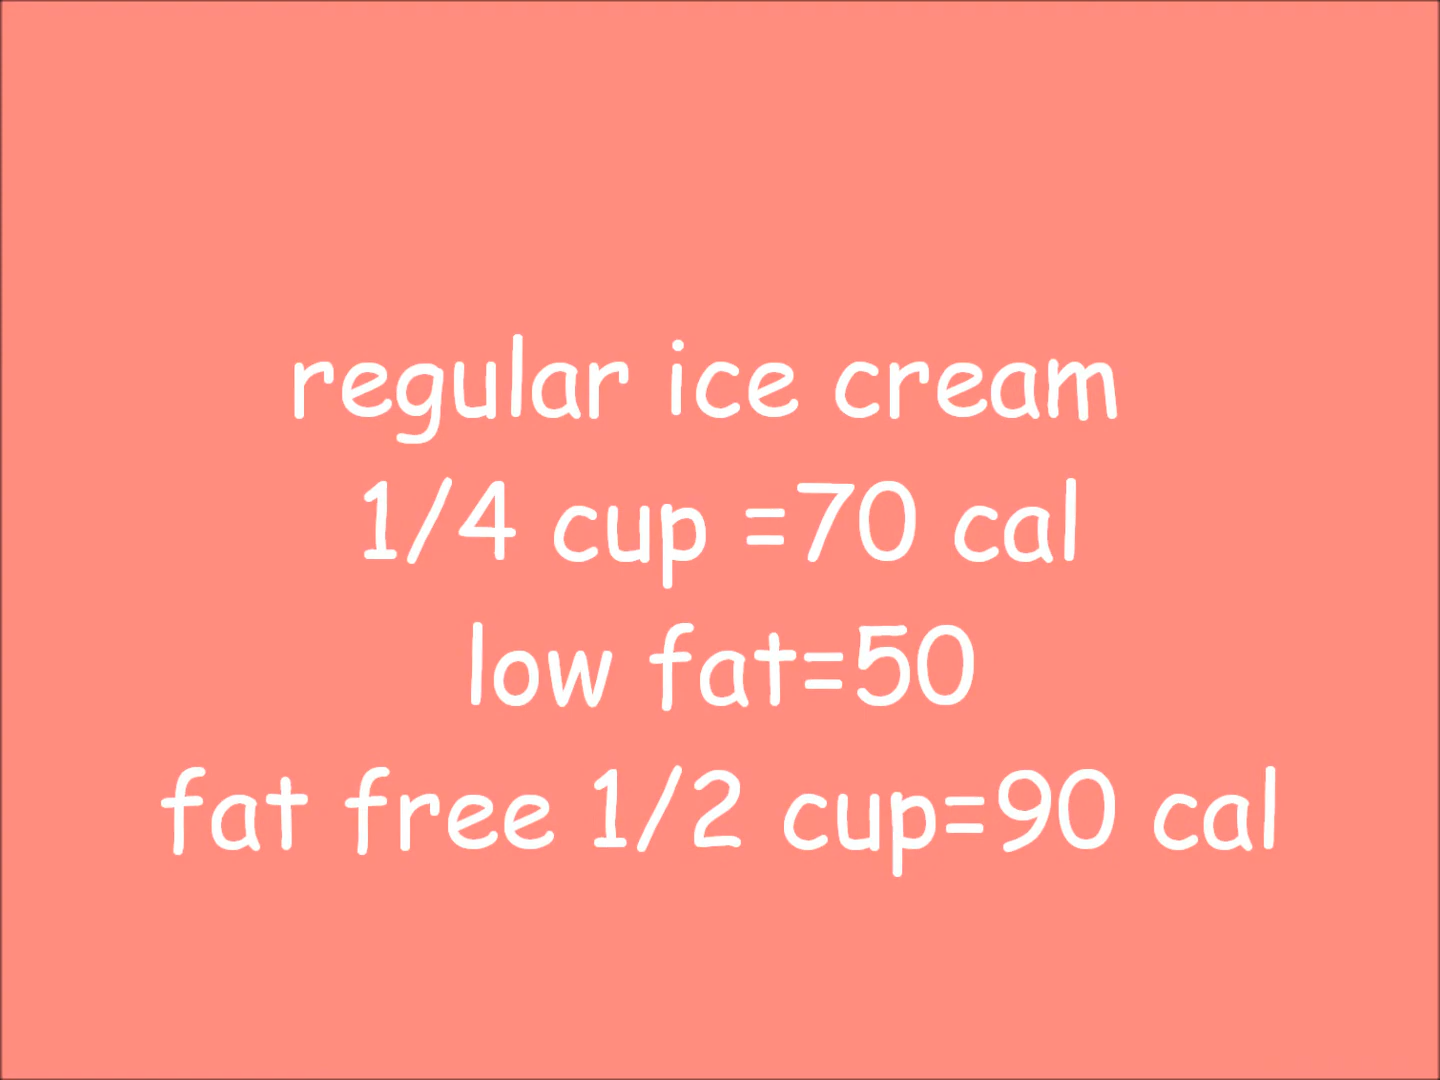 regular ice cream
1/4 cup =70 cal
low fat=50
fat free 1/2 cup=90 cal